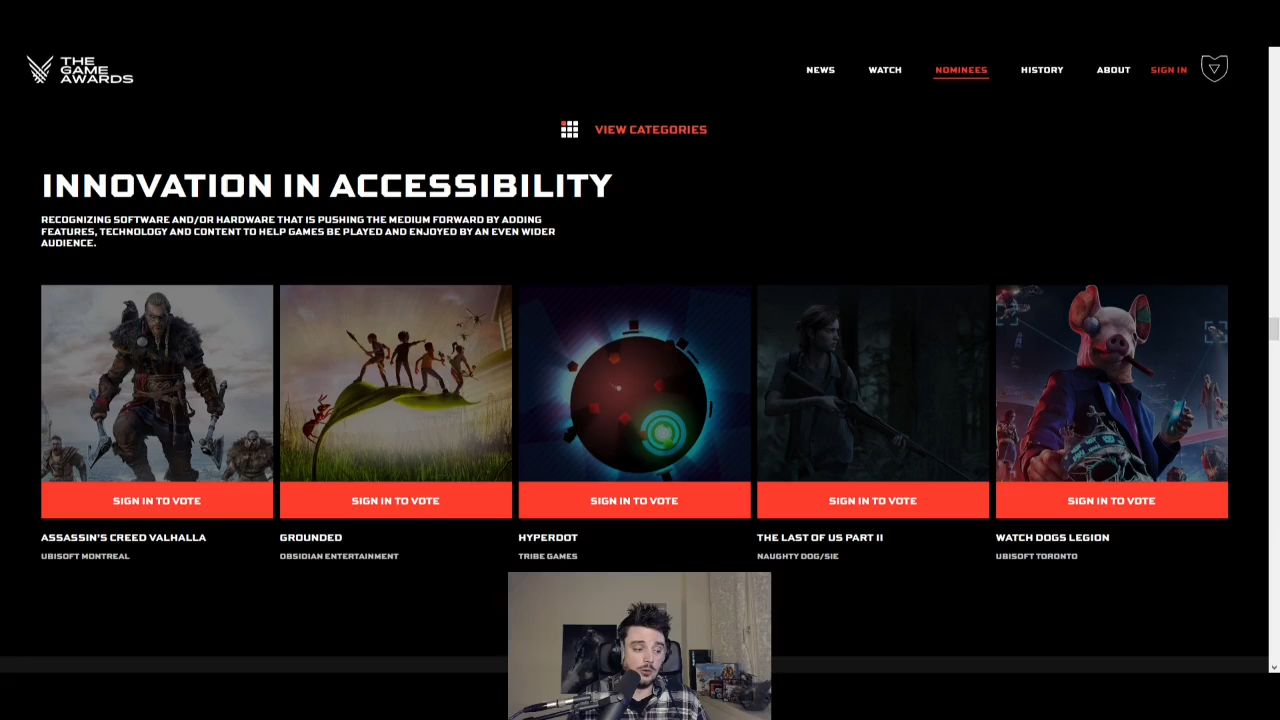 THE
GAME
AWARDS
NEWS
WATCH
NOMINEES
HISTORY
ABOUT
SIGN IN
VIEW CATEGORIES
INNOVATION IN ACCESSIBILITY
RECOGNIZING SOFTWARE AND/OR HARDWARE THAT IS PUSHING THE MEDIUM FORWARD BY ADDING
FEATURES, TECHNOLOGY AND CONTENT TO HELP GAMES BE PLAYED AND ENJOYED BY AN EVEN WIDER
AUDIENCE.
SIGN IN TO VOTE
ASSASSIN'S CREED VALHALLA
UBISOFT MONTREAL
SIGN IN TO VOTE
GROUNDED
OBSIDIAN ENTERTAINMENT
SIGN IN TO VOTE
HYPERDOT
TRIBE GAMES
SIGN IN TO VOTE
THE LAST OF US PART II
NAUGHTY DOG/SIE
SIGN IN TO VOTE
WATCH DOGS LEGION
UBISOFT TORONTO